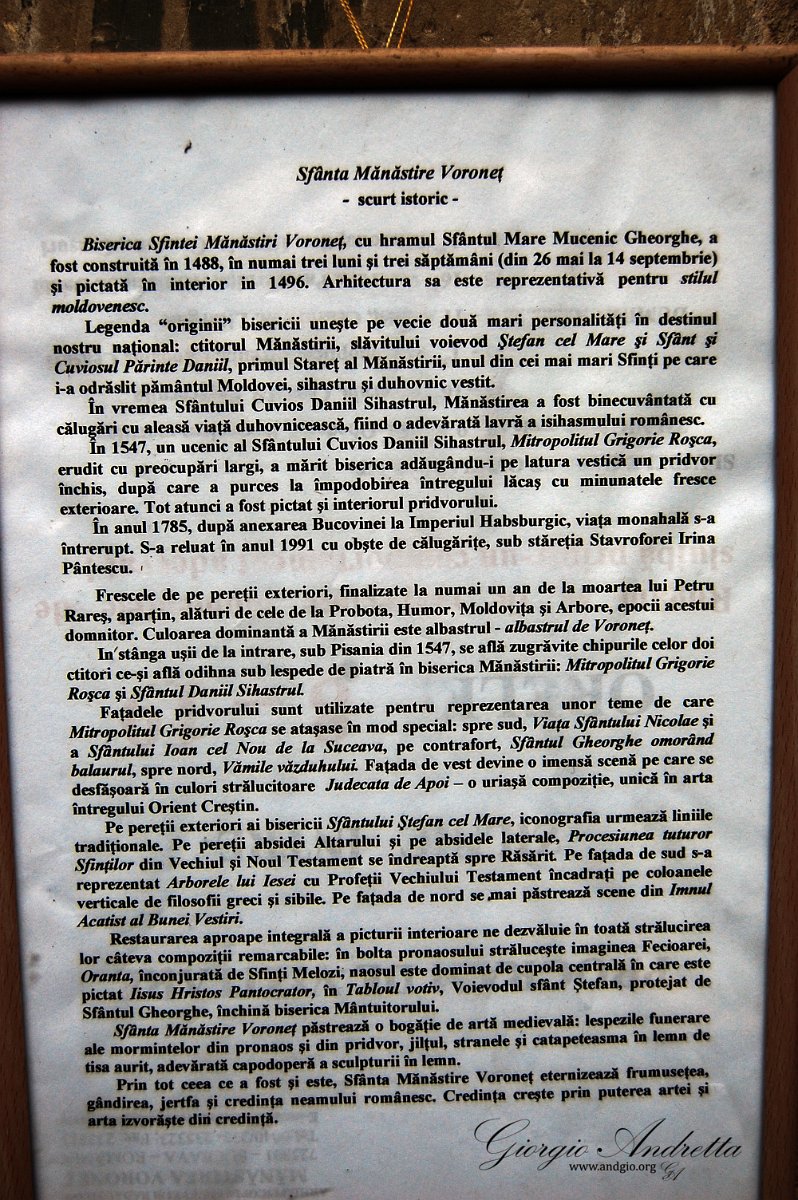 Sfânta Mănăstire Voroneţ
- scurt istoric -
Biserica Sfintei Mănăstiri Voroneţ, cu hramul Sfântul Mare Mucenic Gheorghe, a
fost construită în 1488, în numai trei luni şi trei săptămâni (din 26 mai la 14 septembrie)
şi pictată în interior in 1496. Arhitectura sa este reprezentativă pentru stilul
moldovenesc.
Legenda “originii” bisericii uneşte pe vecie două mari personalităţi în destinul
nostru naţional: ctitorul Mănăstirii, slăvitului voievod Ştefan cel Mare şi Sfânt şi
Cuviosul Părinte Daniil, primul Stareţ al Mănăstirii, unul din cei mai mari Sfinţi pe care
i-a odrăslit pământul Moldovei, sihastru şi duhovnic vestit.
În vremea Sfântului Cuvios Daniil Sihastrul, Mănăstirea a fost binecuvântată cu
călugări cu aleasă viaţă duhovnicească, fiind o adevărată lavră a isihasmului românesc.
În 1547, un ucenic al Sfântului Cuvios Daniil Sihastrul, Mitropolitul Grigorie Roşca,
erudit cu preocupări largi, a mărit biserica adăugându-i pe latura vestică un pridvor
închis, după care a purces la împodobirea întregului lăcaş cu minunatele fresce
exterioare. Tot atunci a fost pictat şi interiorul pridvorului.
În anul 1785, după anexarea Bucovinei la Imperiul Habsburgic, viaţa monahală s-a
întrerupt. S-a reluat în anul 1991 cu obşte de călugăriţe, sub stăreţia Stavroforei Irina
Pântescu.
Frescele de pe pereţii exteriori, finalizate la numai un an de la moartea lui Petru
Rareş, aparţin, alături de cele de la Probota, Humor, Moldoviţa şi Arbore, epocii acestui
domnitor. Culoarea dominantă a Mănăstirii este albastrul - albastrul de Voroneţ.
In stânga uşii de la intrare, sub Pisania din 1547, se află zugrăvite chipurile celor doi
ctitori ce-şi află odihna sub lespede de piatră în biserica Mănăstirii: Mitropolitul Grigorie
Roşca şi Sfântul Daniil Sihastrul.
Faţadele pridvorului sunt utilizate pentru reprezentarea unor teme de care
Mitropolitul Grigorie Roşca se ataşase în mod special: spre sud, Viaţa Sfântului Nicolae şi
a Sfântului Ioan cel Nou de la Suceava, pe contrafort, Sfântul Gheorghe omorând
balaurul, spre nord, Vămile văzduhului. Faţada de vest devine o imensă scenă pe care se
desfăşoară în culori strălucitoare Judecata de Apoi – o uriaşă compoziţie, unică în arta
întregului Orient Creştin.
Pe pereţii exteriori ai bisericii Sfântului Ştefan cel Mare, iconografia urmează liniile
tradiţionale. Pe pereţii absidei Altarului şi pe absidele laterale, Procesiunea tuturor
Sfinţilor din Vechiul şi Noul Testament se îndreaptă spre Răsărit. Pe faţada de sud s-a
reprezentat Arborele lui Iesei cu Profeţii Vechiului Testament încadraţi pe coloanele
verticale de filosofii greci şi sibile. Pe faţada de nord se mai păstrează scene din Imnul
Acatist al Bunei Vestiri.
Restaurarea aproape integrală a picturii interioare ne dezvăluie în toată strălucirea
lor câteva compoziţii remarcabile: în bolta pronaosului străluceşte imaginea Fecioarei,
Oranta, înconjurată de Sfinţi Melozi, naosul este dominat de cupola centrală în care este
pictat Iisus Hristos Pantocrator, în Tabloul votiv, Voievodul sfânt Ştefan, protejat de
Sfântul Gheorghe, închină biserica Mântuitorului.
Sfânta Mănăstire Voroneţ păstrează o bogăţie de artă medievală: lespezile funerare
ale mormintelor din pronaos şi din pridvor, jilţul, stranele şi catapeteasma în lemn de
tisa aurit, adevărată capodoperă a sculpturii în lemn.
Prin tot ceea ce a fost şi este, Sfânta Mănăstire Voroneţ eternizează frumuseţea,
gândirea, jertfa şi credinţa neamului românesc. Credinţa creşte prin puterea artei şi
arta izvorăşte din credinţă.
Giorgio Andretta
www.andgio.org